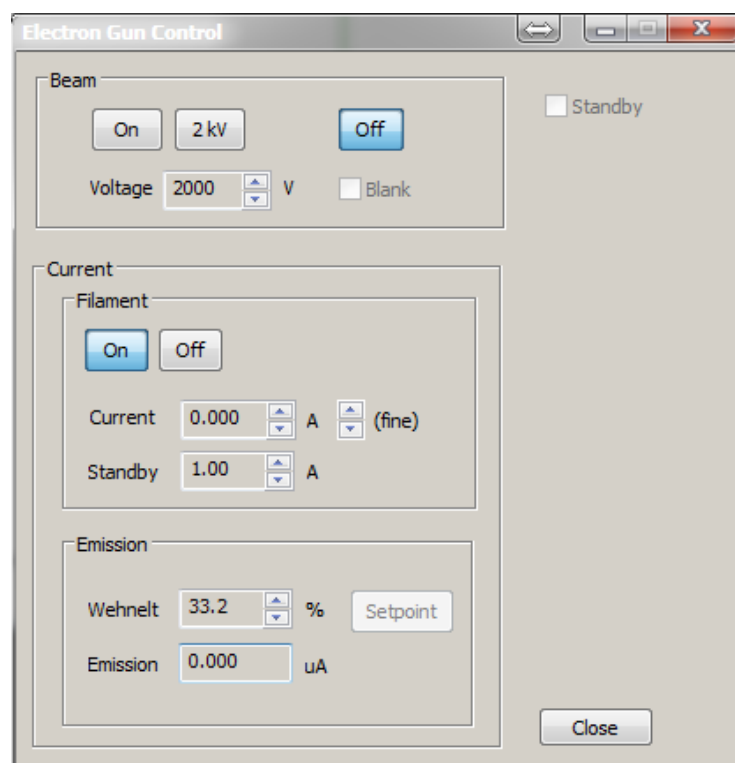 Electron Gun Control
Beam
Standby
On 2 kV Off
Voltage 2000 V Blank
Current
Filament
On Off
Current 0.000 A (fine)
Standby 1.00 A
Emission
Wehnelt 33.2 % Setpoint
Emission 0.000 uA
Close